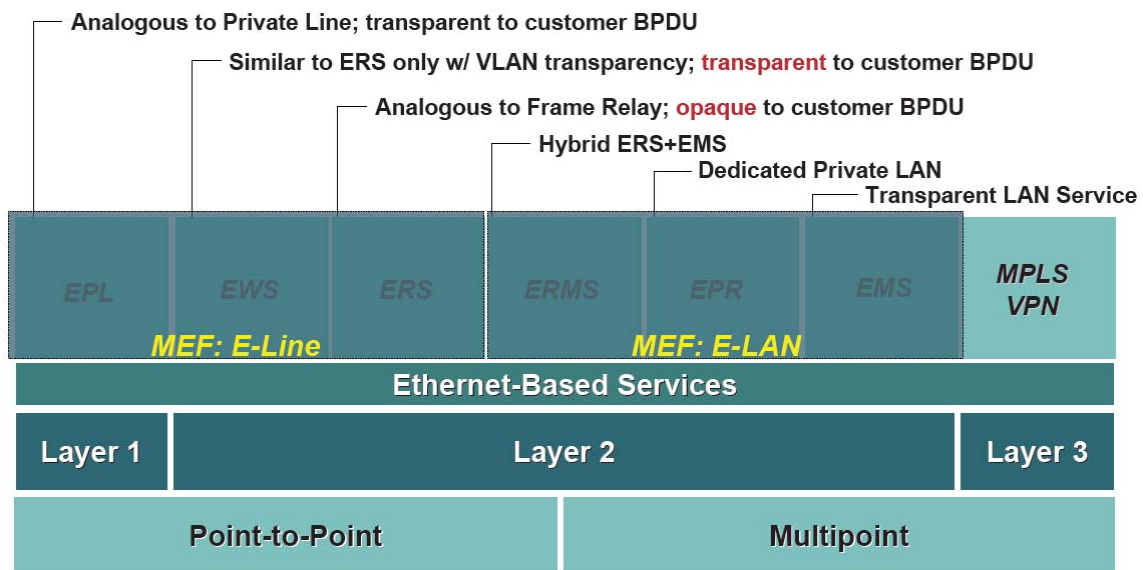 Analogous to Private Line; transparent to customer BPDU
Similar to ERS only w/ VLAN transparency; transparent to customer BPDU
Analogous to Frame Relay; opaque to customer BPDU
Hybrid ERS+EMS
Dedicated Private LAN
Transparent LAN Service
EPL
EWS
ERS
ERMS
EPR
EMS
MPLS
VPN
MEF: E-Line
MEF: E-LAN
Ethernet-Based Services
Layer 1
Layer 2
Layer 3
Point-to-Point
Multipoint